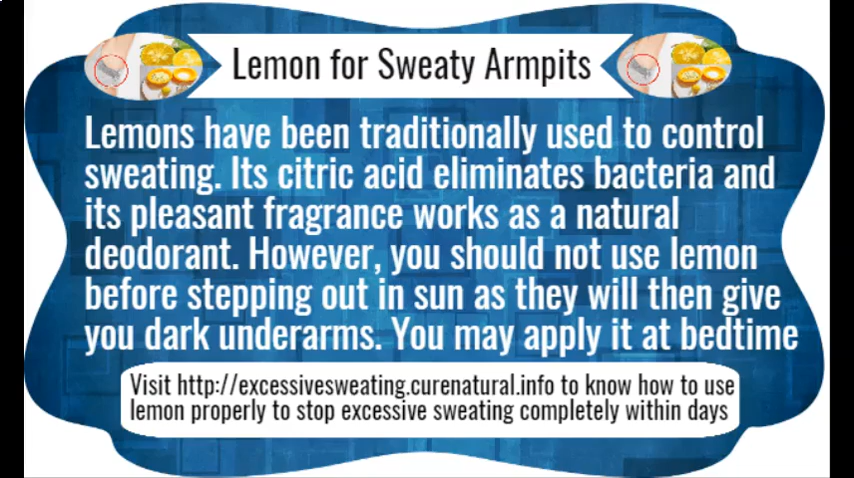 Lemon for Sweaty Armpits
Lemons have been traditionally used to control
sweating. Its citric acid eliminates bacteria and
its pleasant fragrance works as a natural
deodorant. However, you should not use lemon
before stepping out in sun as they will then give
you dark underarms. You may apply it at bedtime
Visit http://excessivesweating.curenatural.info to know how to use
lemon properly to stop excessive sweating completely within days